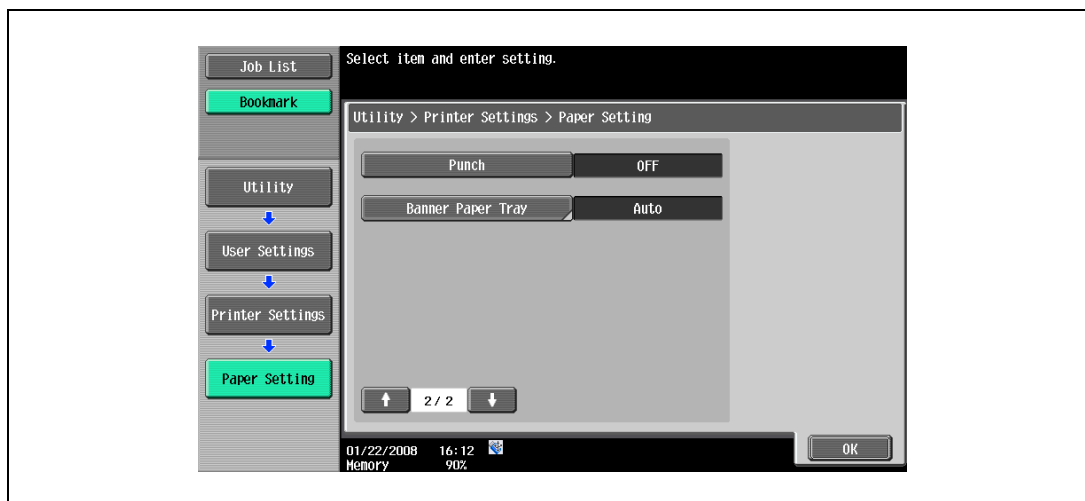 Job List
Bookmark
Select item and enter setting.
Utility > Printer Settings > Paper Setting
Punch OFF
Banner Paper Tray Auto
Utility
User Settings
Printer Settings
Paper Setting
2/ 2
OK
01/22/2008 16:12
Memory 90%